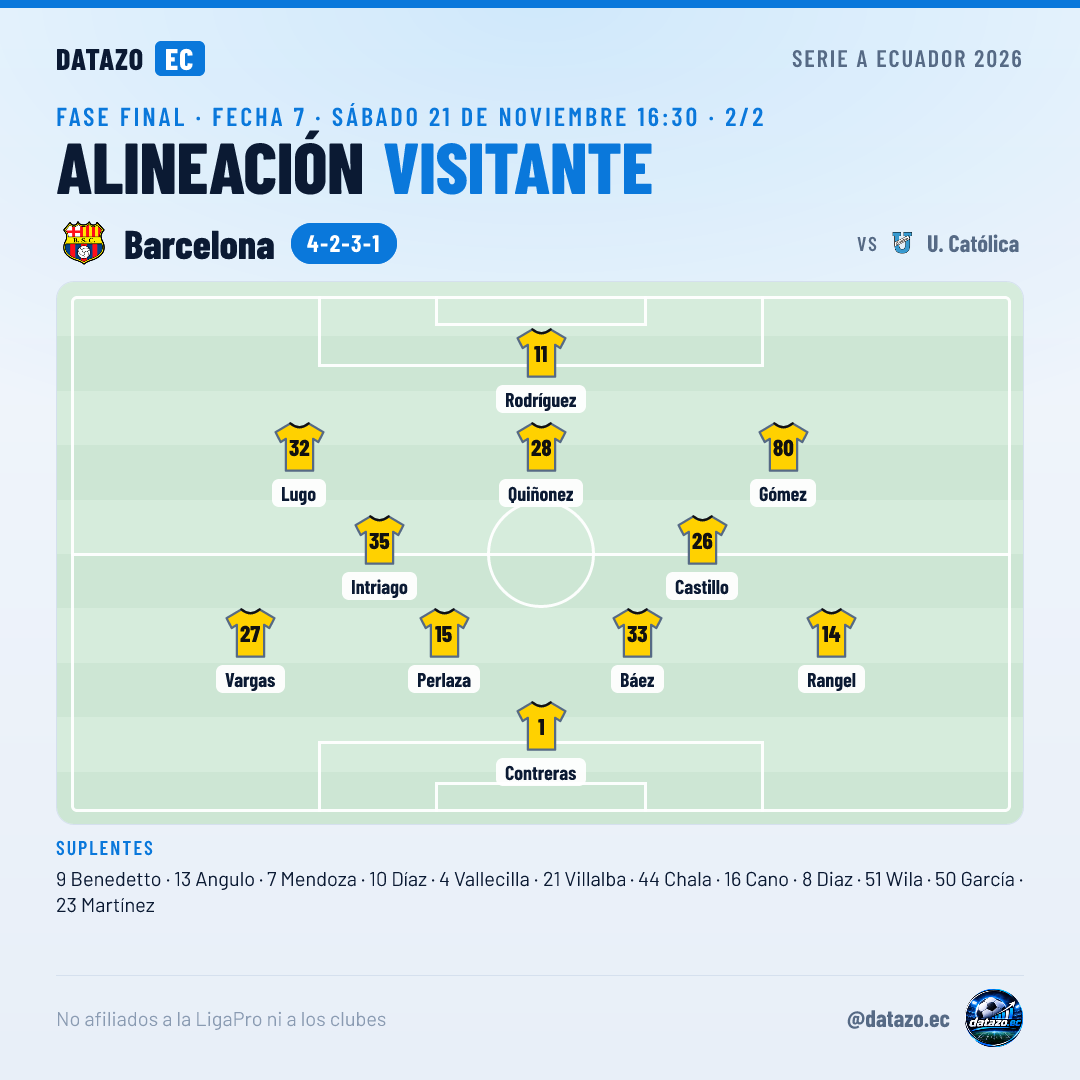 DATAZO EC
SERIE A ECUADOR 2026
FASE FINAL · FECHA 7 · SÁBADO 21 DE NOVIEMBRE 16:30 · 2/2
ALINEACIÓN VISITANTE
B. S. C.
Barcelona 4-2-3-1
VS U. Católica
11
Rodríguez
32 28 80
Lugo Quiñonez Gómez
35 26
Intriago Castillo
27 15 33 14
Vargas Perlaza Báez Rangel
1
Contreras
SUPLENTES
9 Benedetto · 13 Angulo · 7 Mendoza · 10 Díaz · 4 Vallecilla · 21 Villalba · 44 Chala · 16 Cano · 8 Diaz · 51 Wila · 50 García ·
23 Martínez
No afiliados a la LigaPro ni a los clubes
@datazo.ec
datazo.ec